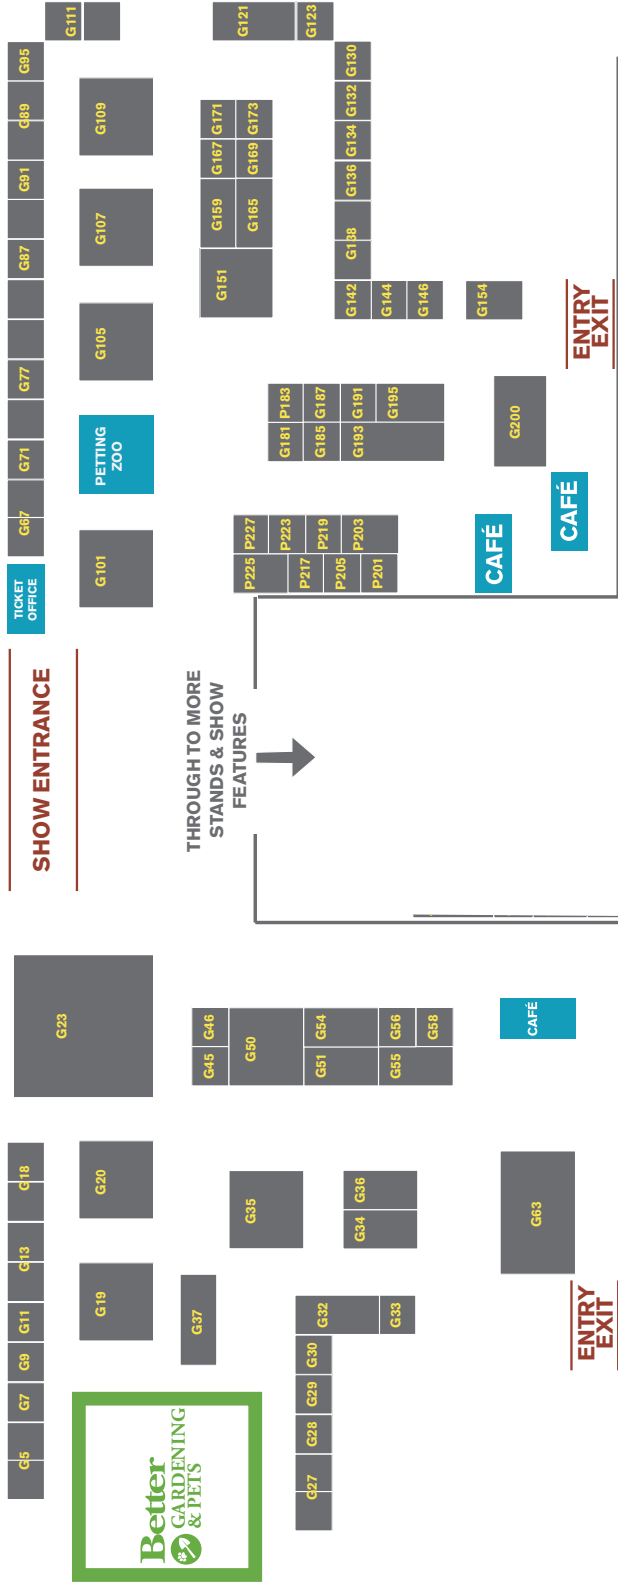 G111
G121
G123
G95
G89
G91
G87
G77
G71
G67
G109
G107
G105
PETTING
ZOO
G101
TICKET
OFFICE
G171
G173
G167
G169
G159
G165
G151
G130
G132
G134
G136
G138
G142
G144
G146
G154
ENTRY
EXIT
P183
G187
G191
G195
G181
G185
G193
G200
P227
P223
P219
P203
P225
P217
P205
P201
CAFÉ
CAFÉ
SHOW ENTRANCE
THROUGH TO MORE
STANDS & SHOW
FEATURES
G23
G46
G45
G50
G54
G51
G56
G58
G55
CAFÉ
G18
G13
G11
G9
G7
G5
G20
G19
G35
G36
G34
G63
G37
G32
G33
G30
G29
G28
G27
ENTRY
EXIT
Better
GARDENING
& PETS